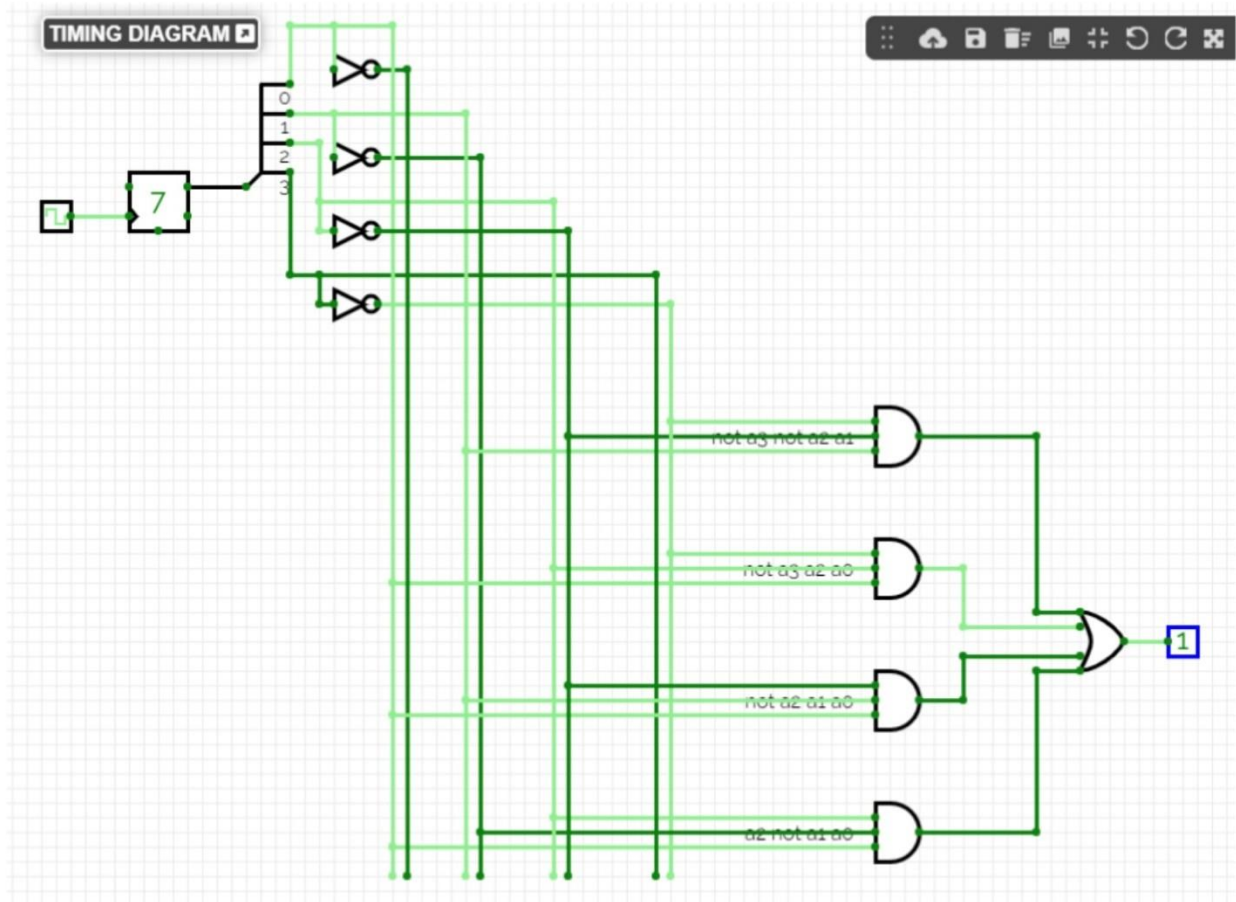 TIMING DIAGRAM
0
1
2
3
7
not a3 not a2 a1
not a3 a2 a0
1
not a2 a1 a0
a2 not a1 a0